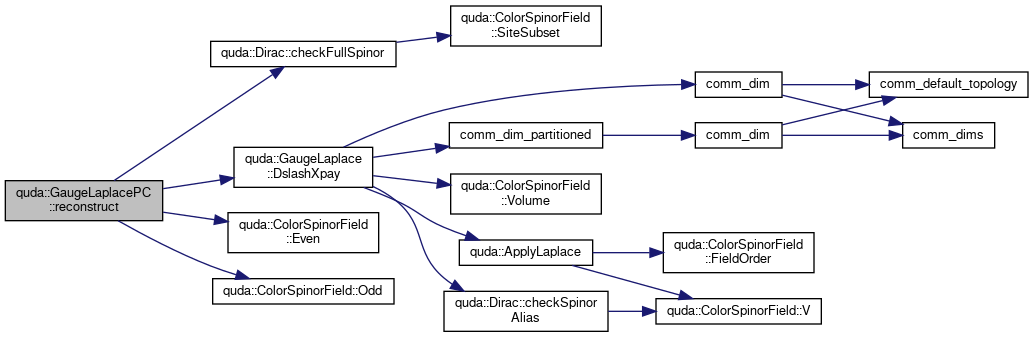 quda::GaugeLaplacePC
::reconstruct
quda::Dirac::checkFullSpinor
quda::ColorSpinorField
::SiteSubset
quda::GaugeLaplace
::DslashXpay
comm_dim
comm_default_topology
comm_dims
comm_dim_partitioned
comm_dim
quda::ColorSpinorField
::Volume
quda::ApplyLaplace
quda::ColorSpinorField
::FieldOrder
quda::Dirac::checkSpinor
Alias
quda::ColorSpinorField::V
quda::ColorSpinorField
::Even
quda::ColorSpinorField::Odd